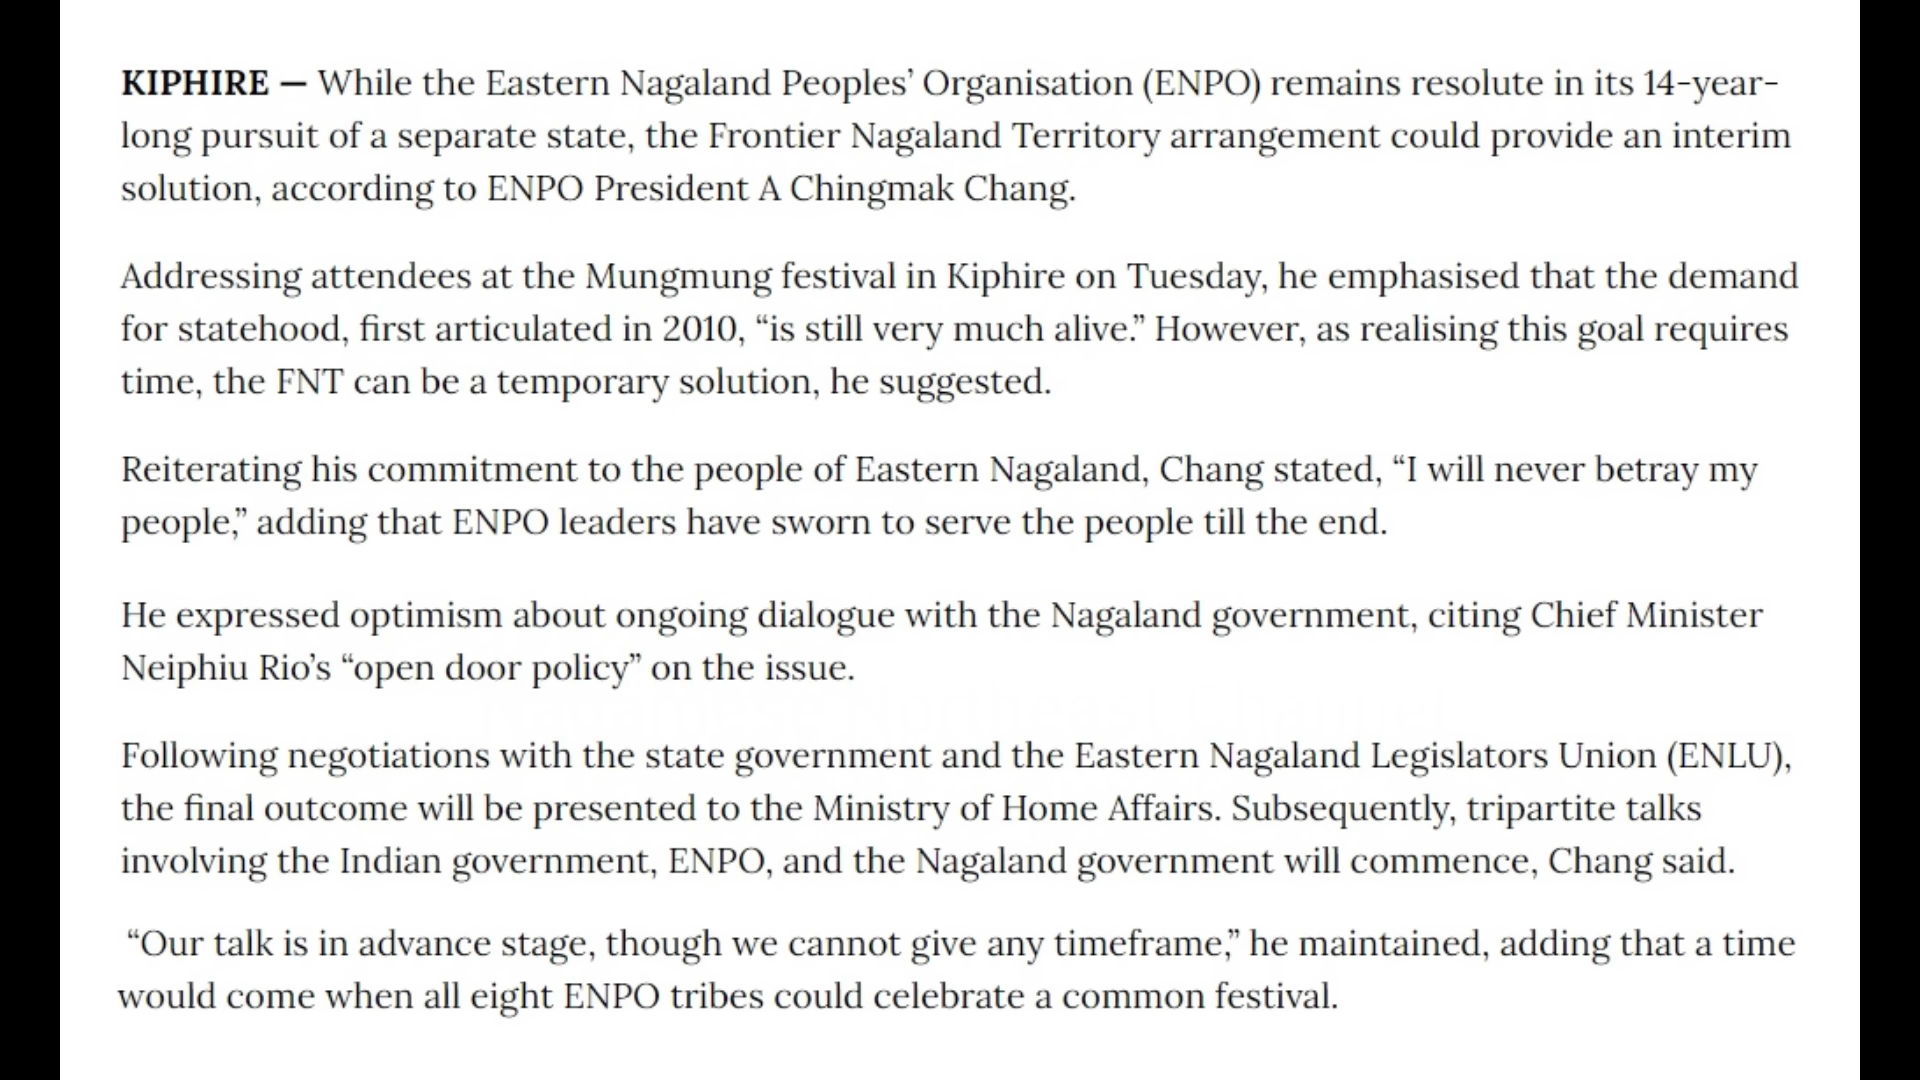 KIPHIRE — While the Eastern Nagaland Peoples’ Organisation (ENPO) remains resolute in its 14-year-
long pursuit of a separate state, the Frontier Nagaland Territory arrangement could provide an interim
solution, according to ENPO President A Chingmak Chang.
Addressing attendees at the Mungmung festival in Kiphire on Tuesday, he emphasised that the demand
for statehood, first articulated in 2010, “is still very much alive.” However, as realising this goal requires
time, the FNT can be a temporary solution, he suggested.
Reiterating his commitment to the people of Eastern Nagaland, Chang stated, “I will never betray my
people,” adding that ENPO leaders have sworn to serve the people till the end.
He expressed optimism about ongoing dialogue with the Nagaland government, citing Chief Minister
Neiphiu Rio’s “open door policy” on the issue.
Following negotiations with the state government and the Eastern Nagaland Legislators Union (ENLU),
the final outcome will be presented to the Ministry of Home Affairs. Subsequently, tripartite talks
involving the Indian government, ENPO, and the Nagaland government will commence, Chang said.
“Our talk is in advance stage, though we cannot give any timeframe,” he maintained, adding that a time
would come when all eight ENPO tribes could celebrate a common festival.